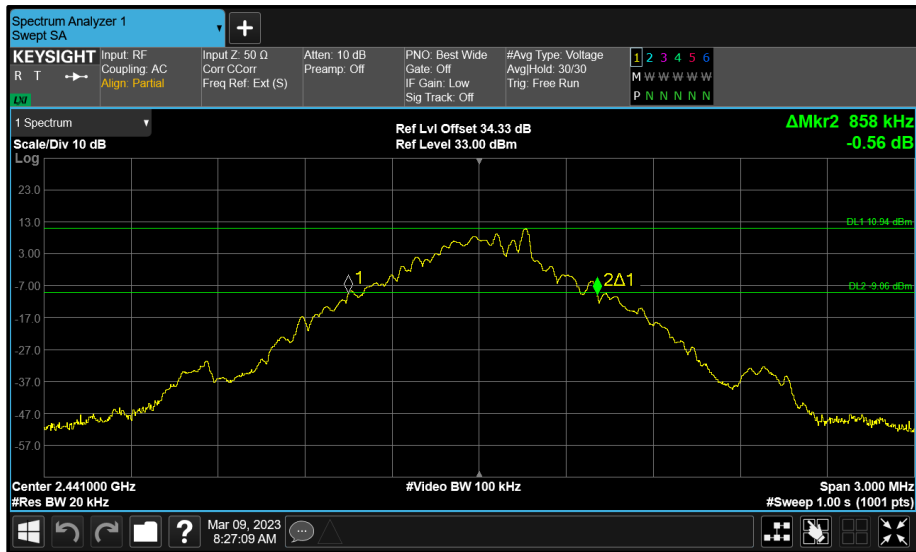 Spectrum Analyzer 1
Swept SA
+
KEYSIGHT
R T
LXI
Input: RF
Coupling: AC
Align: Partial
Input Z: 50 Ω
Corr CCorr
Freq Ref: Ext (S)
Atten: 10 dB
Preamp: Off
PNO: Best Wide
Gate: Off
IF Gain: Low
Sig Track: Off
#Avg Type: Voltage
Avg|Hold: 30/30
Trig: Free Run
1 2 3 4 5 6
M W W W W W
P N N N N N
1 Spectrum
Scale/Div 10 dB
Ref Lvl Offset 34.33 dB
Ref Level 33.00 dBm
ΔMkr2 858 kHz
-0.56 dB
Log
23.0
13.0
DL1 10.94 dBm
3.00
1
2Δ1
-7.00
DL2 -9.06 dBm
-17.0
-27.0
-37.0
-47.0
-57.0
Center 2.441000 GHz
#Video BW 100 kHz
Span 3.000 MHz
#Res BW 20 kHz
#Sweep 1.00 s (1001 pts)
?
Mar 09, 2023
8:27:09 AM